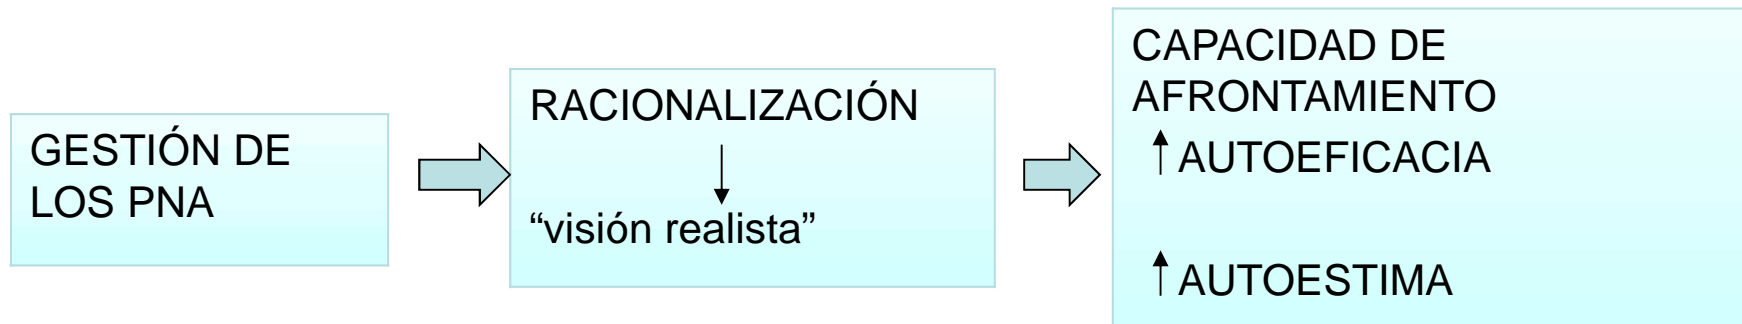 GESTIÓN DE
LOS PNA
RACIONALIZACIÓN
“visión realista”
CAPACIDAD DE
AFRONTAMIENTO
AUTOEFICACIA
AUTOESTIMA